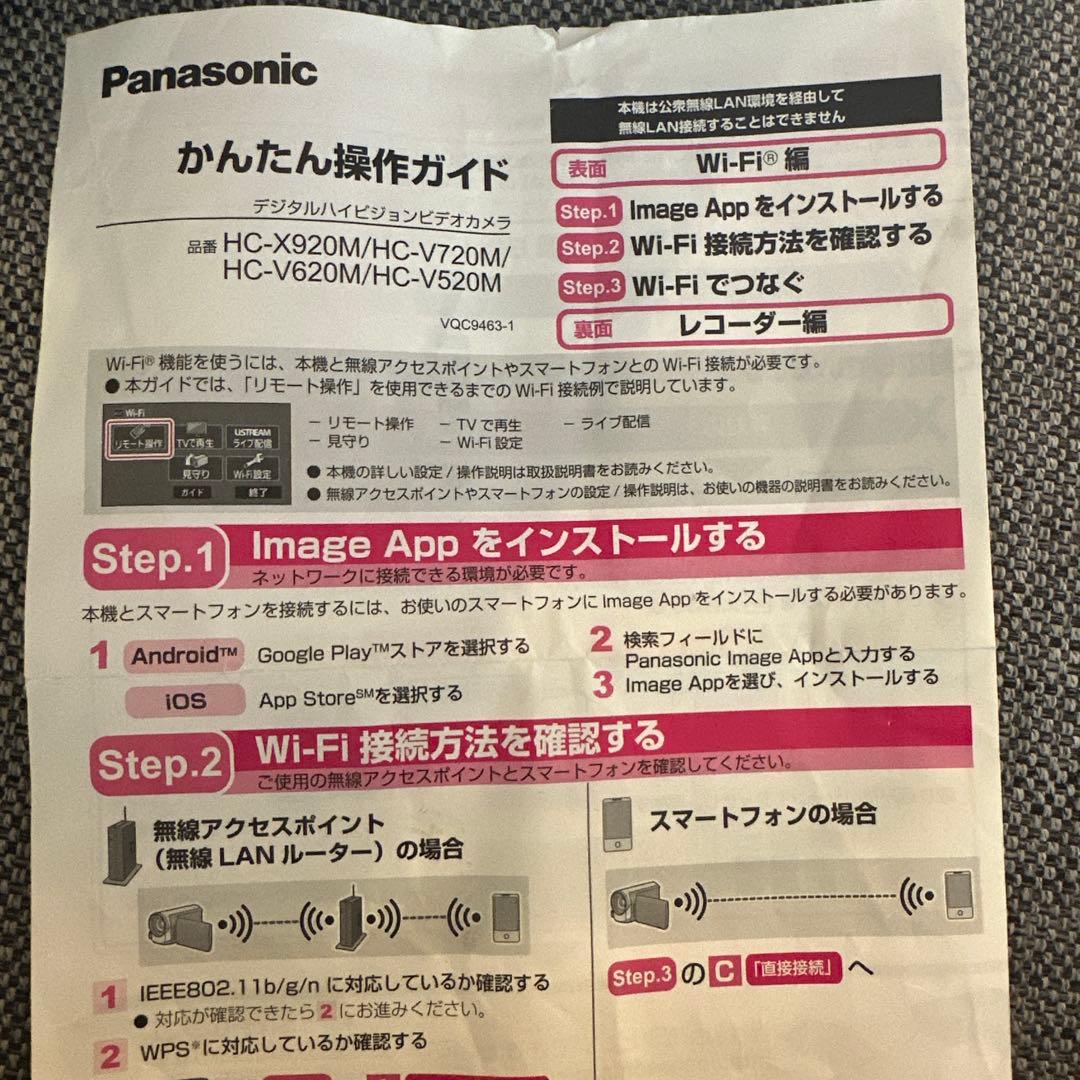 Panasonic
かんたん操作ガイド
デジタルハイビジョンビデオカメラ
品番 HC-X920M/HC-V720M/
HC-V620M/HC-V520M
VQC9463-1
本機は公衆無線LAN環境を経由して
無線LAN接続することはできません
表面 Wi-Fi® 編
Step.1 Image App をインストールする
Step.2 Wi-Fi 接続方法を確認する
Step.3 Wi-Fi でつなぐ
裏面 レコーダー編
Wi-Fi® 機能を使うには、本機と無線アクセスポイントやスマートフォンとの Wi-Fi 接続が必要です。
● 本ガイドでは、「リモート操作」を使用できるまでの Wi-Fi 接続例で説明しています。
Wi-Fi
リモート操作 TVで再生 USTREAM ライブ配信
見守り Wi-Fi設定
ガイド 終了
− リモート操作 − TV で再生 − ライブ配信
− 見守り − Wi-Fi 設定
● 本機の詳しい設定 / 操作説明は取扱説明書をお読みください。
● 無線アクセスポイントやスマートフォンの設定 / 操作説明は、お使いの機器の説明書をお読みください。
Step.1 Image App をインストールする
ネットワークに接続できる環境が必要です。
本機とスマートフォンを接続するには、お使いのスマートフォンに Image App をインストールする必要があります。
1 Android™ Google Play™ストアを選択する
iOS App Store℠を選択する
2 検索フィールドに
Panasonic Image Appと入力する
3 Image Appを選び、インストールする
Step.2 Wi-Fi 接続方法を確認する
ご使用の無線アクセスポイントとスマートフォンを確認してください。
無線アクセスポイント
（無線 LAN ルーター）の場合
1 IEEE802.11b/g/n に対応しているか確認する
● 対応が確認できたら 2 にお進みください。
2 WPS※に対応しているか確認する
スマートフォンの場合
Step.3 の C 「直接接続」 へ